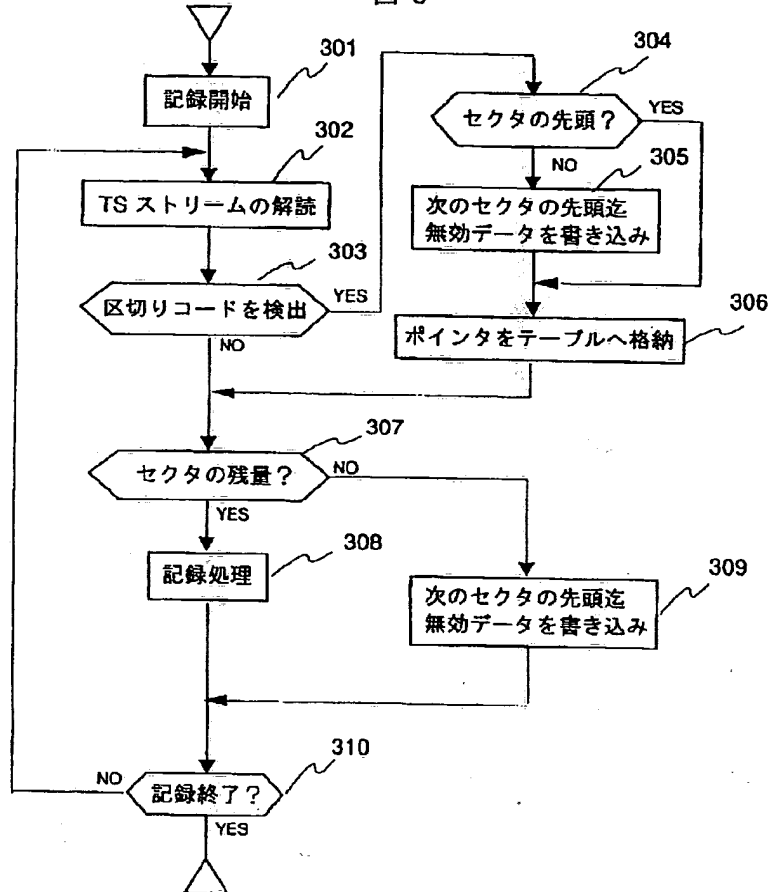 301
記録開始
302
TS ストリームの解読
303
区切りコードを検出
YES
NO
304
セクタの先頭?
YES
NO
305
次のセクタの先頭迄
無効データを書き込み
306
ポインタをテーブルへ格納
307
セクタの残量?
NO
YES
308
記録処理
309
次のセクタの先頭迄
無効データを書き込み
310
記録終了?
NO
YES